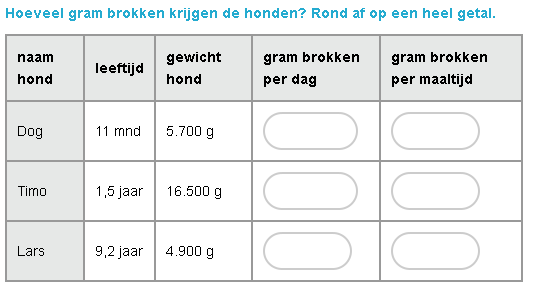 Hoeveel gram brokken krijgen de honden? Rond af op een heel getal.
naam hond leeftijd gewicht hond gram brokken per dag gram brokken per maaltijd
Dog 11 mnd 5.700 g
Timo 1,5 jaar 16.500 g
Lars 9,2 jaar 4.900 g